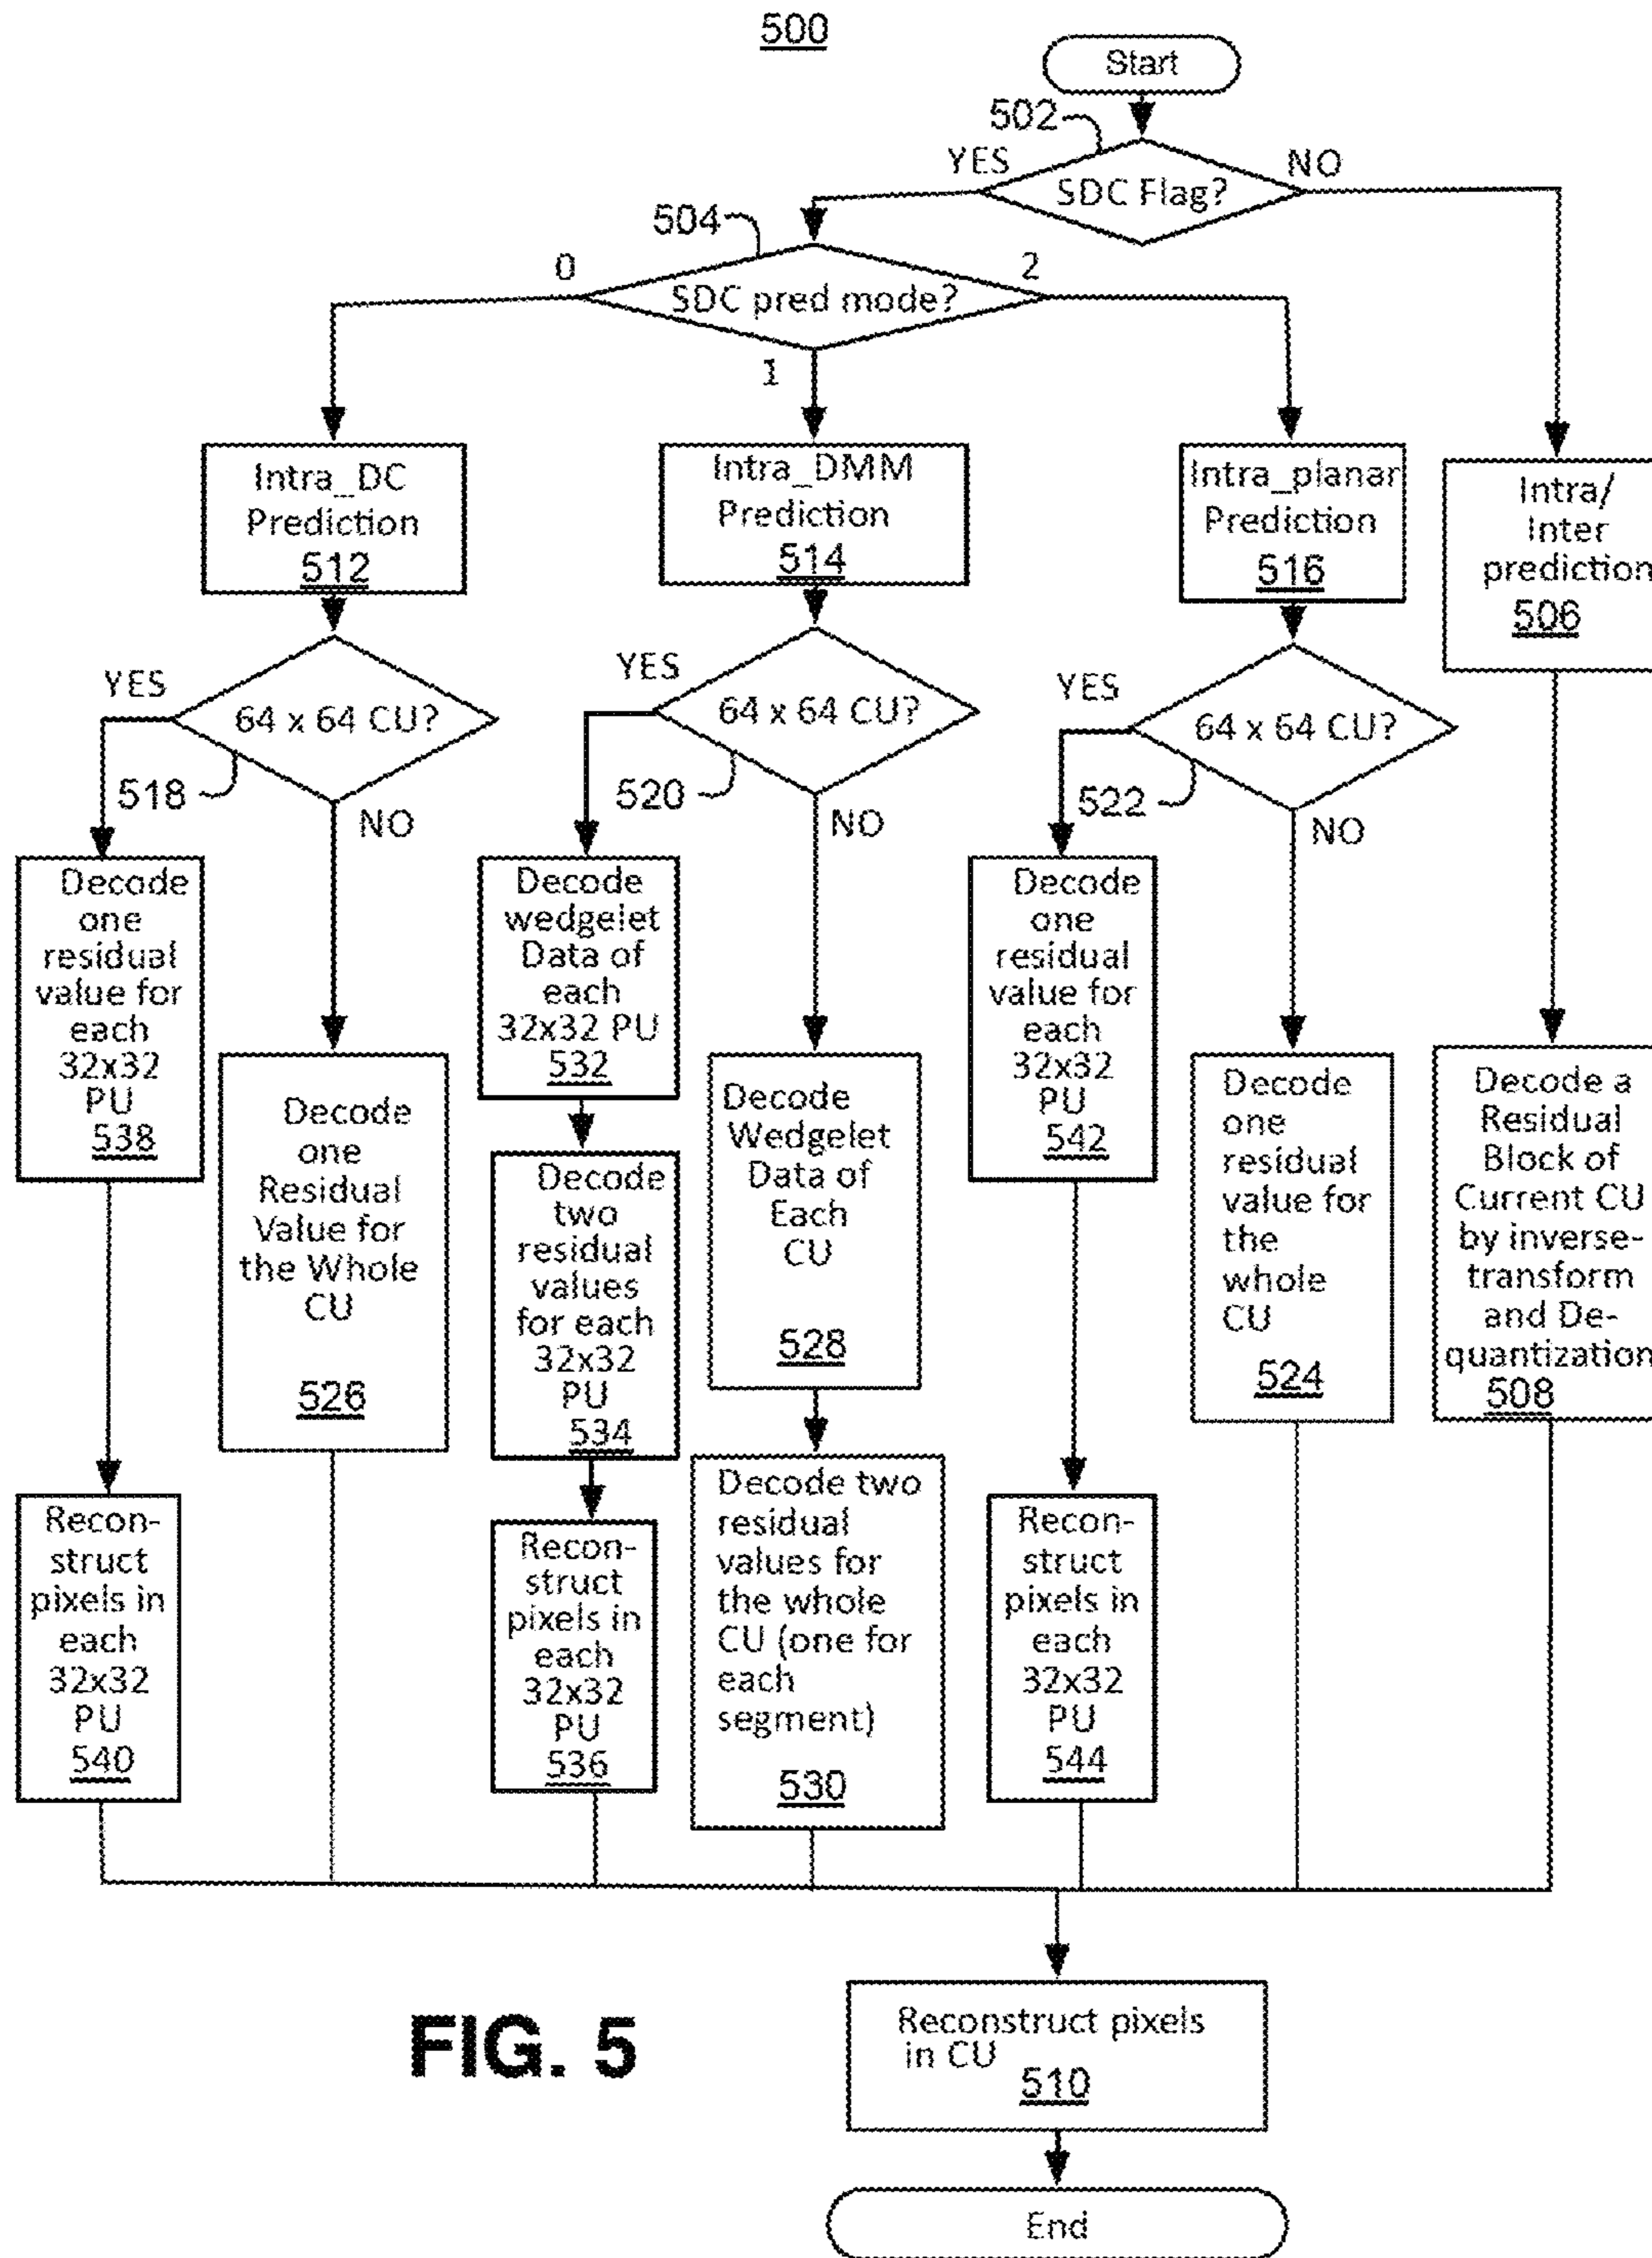 500
Start
502
YES
NO
SDC Flag?
504
0
2
SDC pred mode?
1
Intra_DC
Prediction
512
Intra_DMM
Prediction
514
Intra_planar
Prediction
516
Intra/
Inter
prediction
506
YES
64 x 64 CU?
518
NO
YES
64 x 64 CU?
520
NO
YES
64 x 64 CU?
522
NO
Decode
one
residual
value for
each
32x32
PU
538
Decode
one
Residual
Value for
the Whole
CU
526
Decode
wedgelet
Data of
each
32x32 PU
532
Decode
two
residual
values
for each
32x32
PU
534
Decode
Wedgelet
Data of
Each
CU
528
Decode
one
residual
value for
each
32x32
PU
542
Decode
one
residual
value for
the
whole
CU
524
Decode a
Residual
Block of
Current CU
by inverse-
transform
and De-
quantization
508
Recon-
struct
pixels in
each
32x32
PU
540
Recon-
struct
pixels in
each
32x32
PU
536
Decode two
residual
values for
the whole
CU (one for
each
segment)
530
Recon-
struct
pixels in
each
32x32
PU
544
FIG. 5
Reconstruct pixels
in CU
510
End